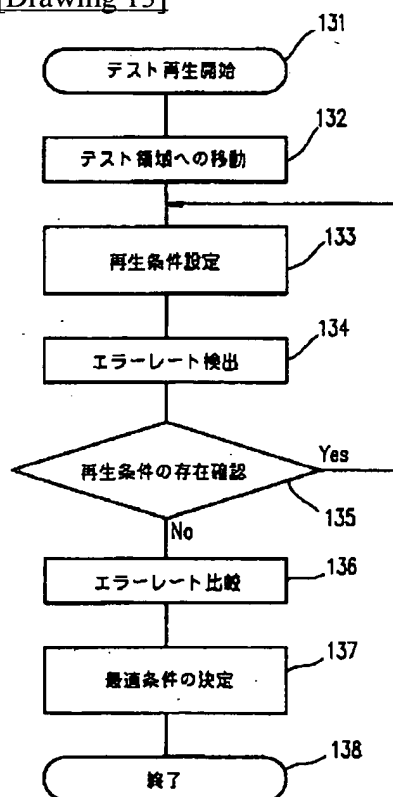 [Drawing 13]
131
テスト再生開始
132
テスト領域への移動
133
再生条件設定
134
エラーレート検出
再生条件の存在確認
Yes
135
No
136
エラーレート比較
137
最適条件の決定
138
終了